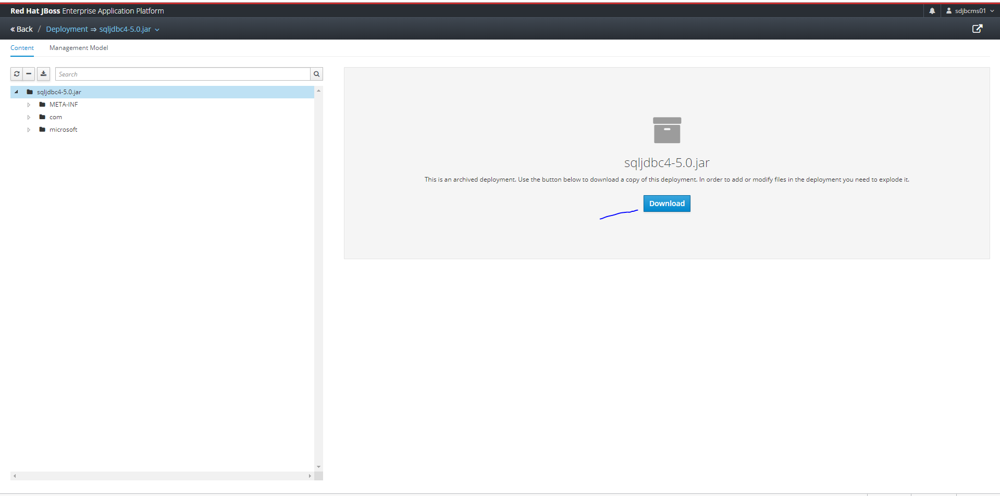 Red Hat JBoss Enterprise Application Platform
sdjbcms01
« Back / Deployment ⇒ sqljdbc4-5.0.jar
Content Management Model
Search
sqljdbc4-5.0.jar
META-INF
com
microsoft
sqljdbc4-5.0.jar
This is an archived deployment. Use the button below to download a copy of this deployment. In order to add or modify files in the deployment you need to explode it.
Download